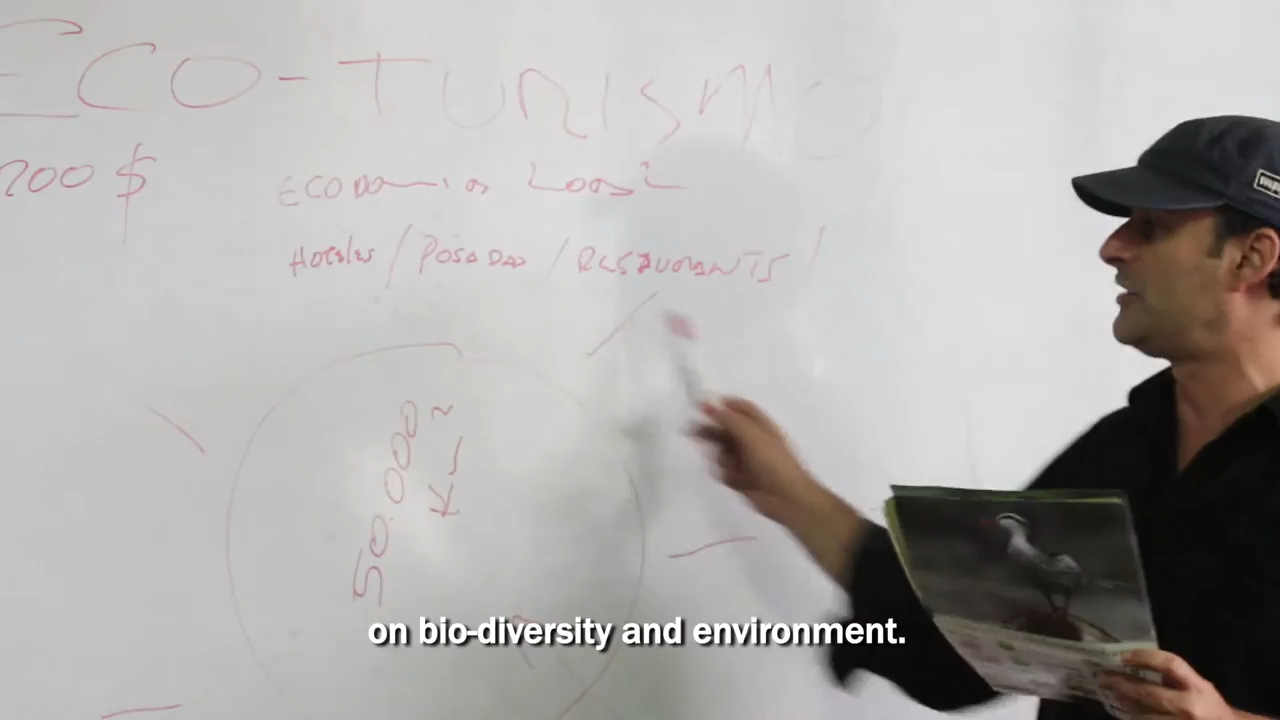 ECO-TURISMO
200 $
ECONOMIA LOCAL
HOTELES / POSADAS / RESTAURANTS /
50.000
Km²
on bio-diversity and environment.